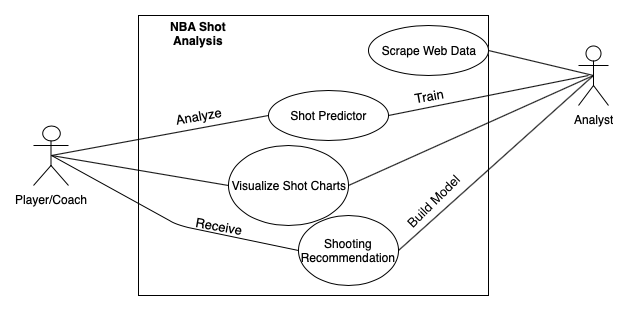 NBA Shot
Analysis
Scrape Web Data
Train
Shot Predictor
Analyze
Analyst
Visualize Shot Charts
Player/Coach
Build Model
Receive
Shooting
Recommendation